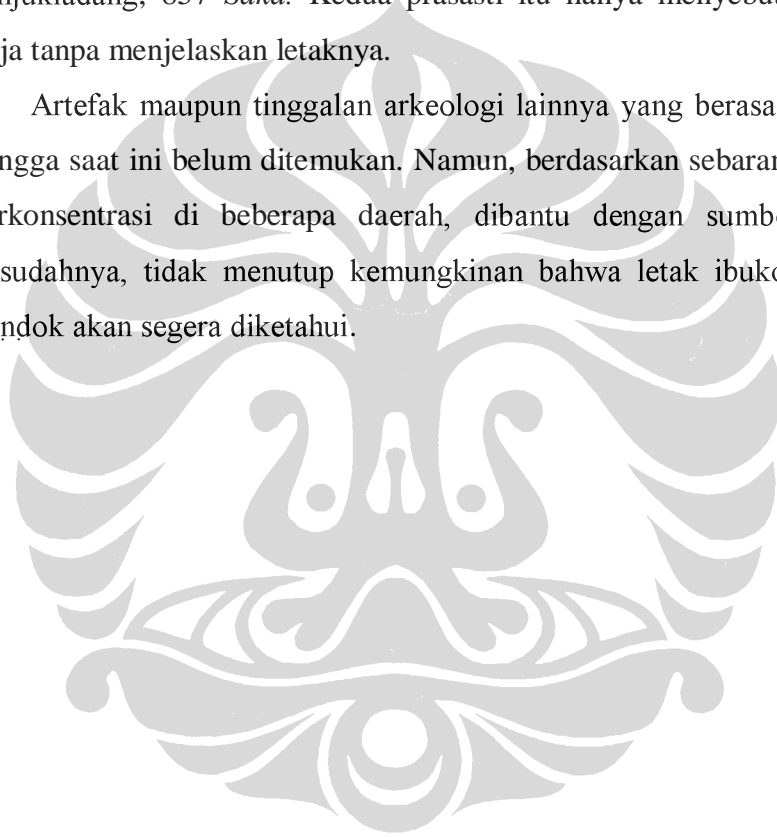 njukladang, 857 Saka. Kedua prasasti itu hanya menyebu
ja tanpa menjelaskan letaknya.
Artefak maupun tinggalan arkeologi lainnya yang berasa
ngga saat ini belum ditemukan. Namun, berdasarkan sebaran
rkonsentrasi di beberapa daerah, dibantu dengan sumb
sudahnya, tidak menutup kemungkinan bahwa letak ibuko
ṇḍok akan segera diketahui.